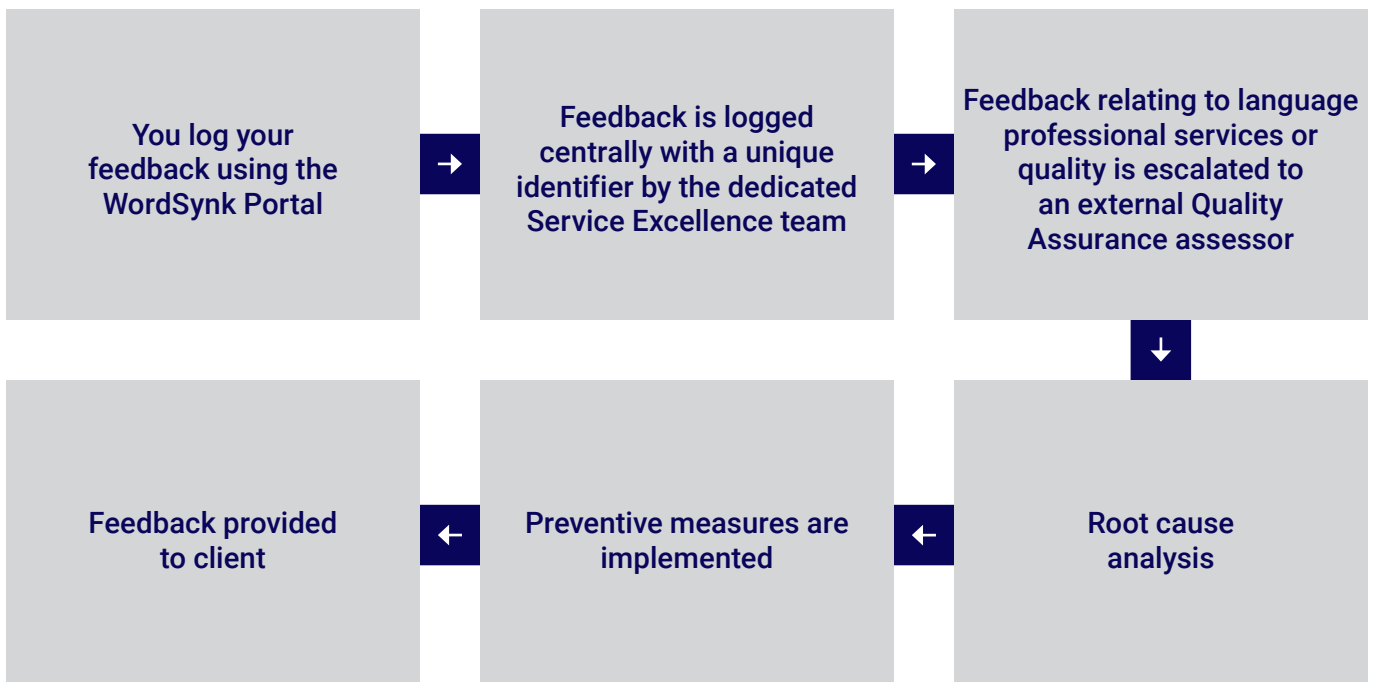 You log your
feedback using the
WordSynk Portal
Feedback is logged
centrally with a unique
identifier by the dedicated
Service Excellence team
Feedback relating to language
professional services or
quality is escalated to
an external Quality
Assurance assessor
Root cause
analysis
Preventive measures are
implemented
Feedback provided
to client